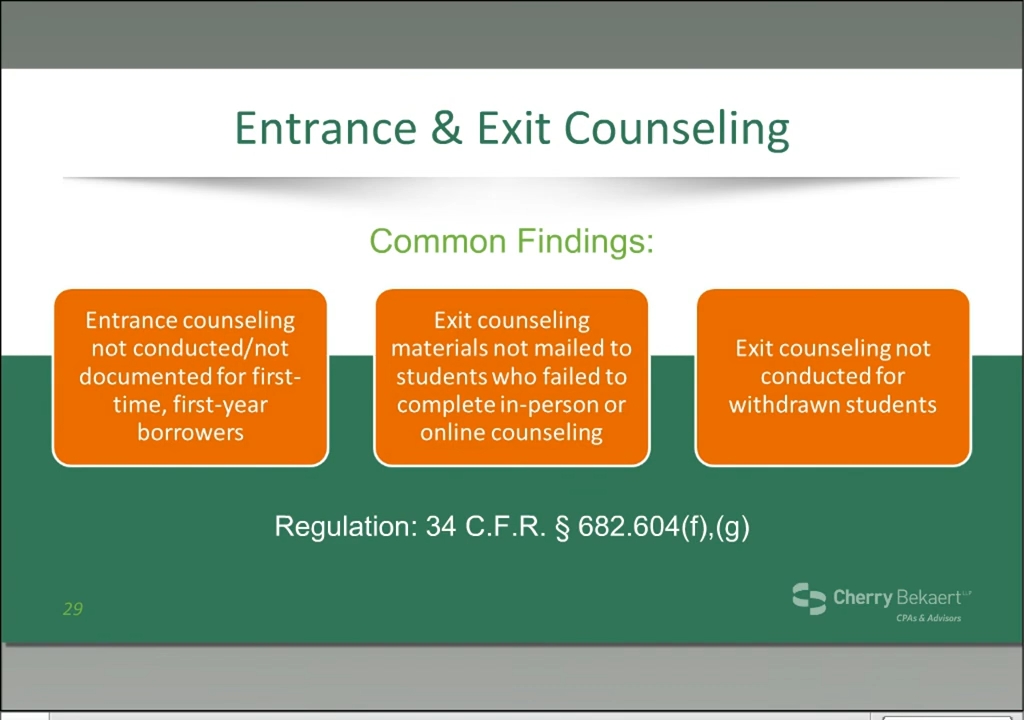 Entrance & Exit Counseling
Common Findings:
Entrance counseling
not conducted/not
documented for first-
time, first-year
borrowers
Exit counseling
materials not mailed to
students who failed to
complete in-person or
online counseling
Exit counseling not
conducted for
withdrawn students
Regulation: 34 C.F.R. § 682.604(f),(g)
29
Cherry Bekaert LLP
CPAs & Advisors